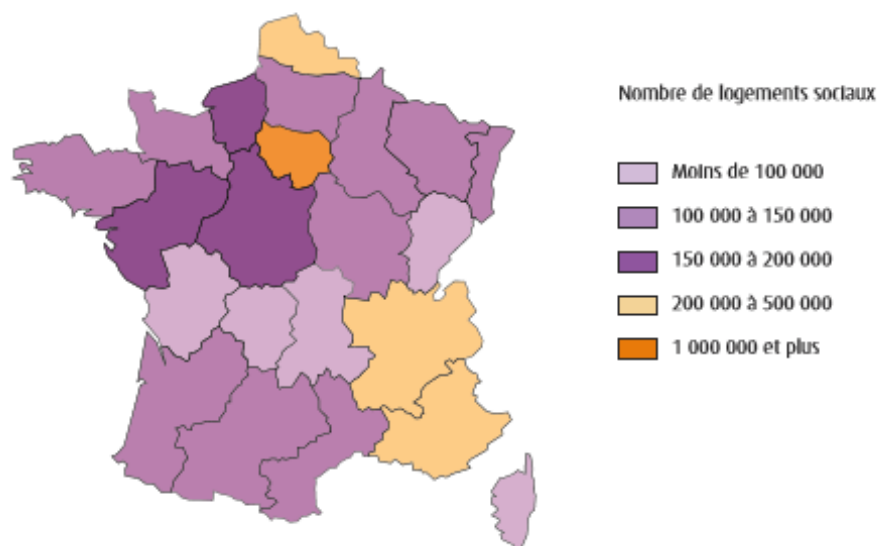 Nombre de logements sociaux
Moins de 100 000
100 000 à 150 000
150 000 à 200 000
200 000 à 500 000
1 000 000 et plus